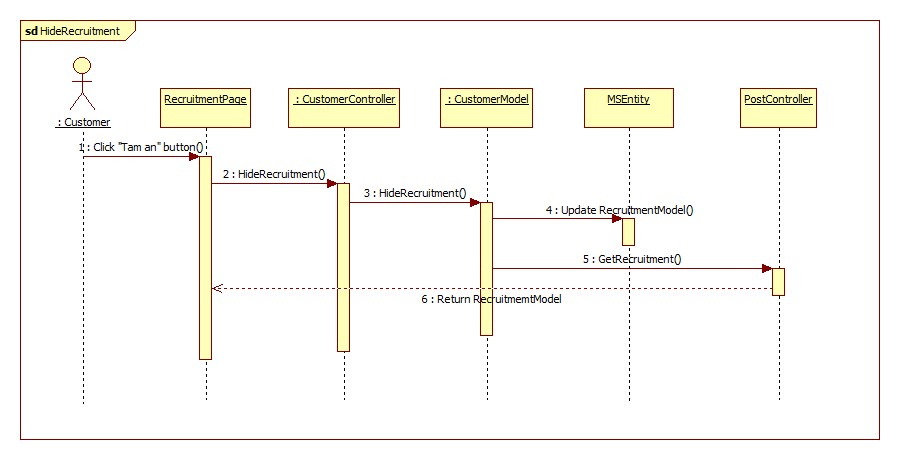 sd HideRecruitment
: Customer
RecruitmentPage
: CustomerController
: CustomerModel
MSEntity
PostController
1 : Click "Tam an" button()
2 : HideRecruitment()
3 : HideRecruitment()
4 : Update RecruitmentModel()
5 : GetRecruitment()
6 : Return RecruitmemtModel